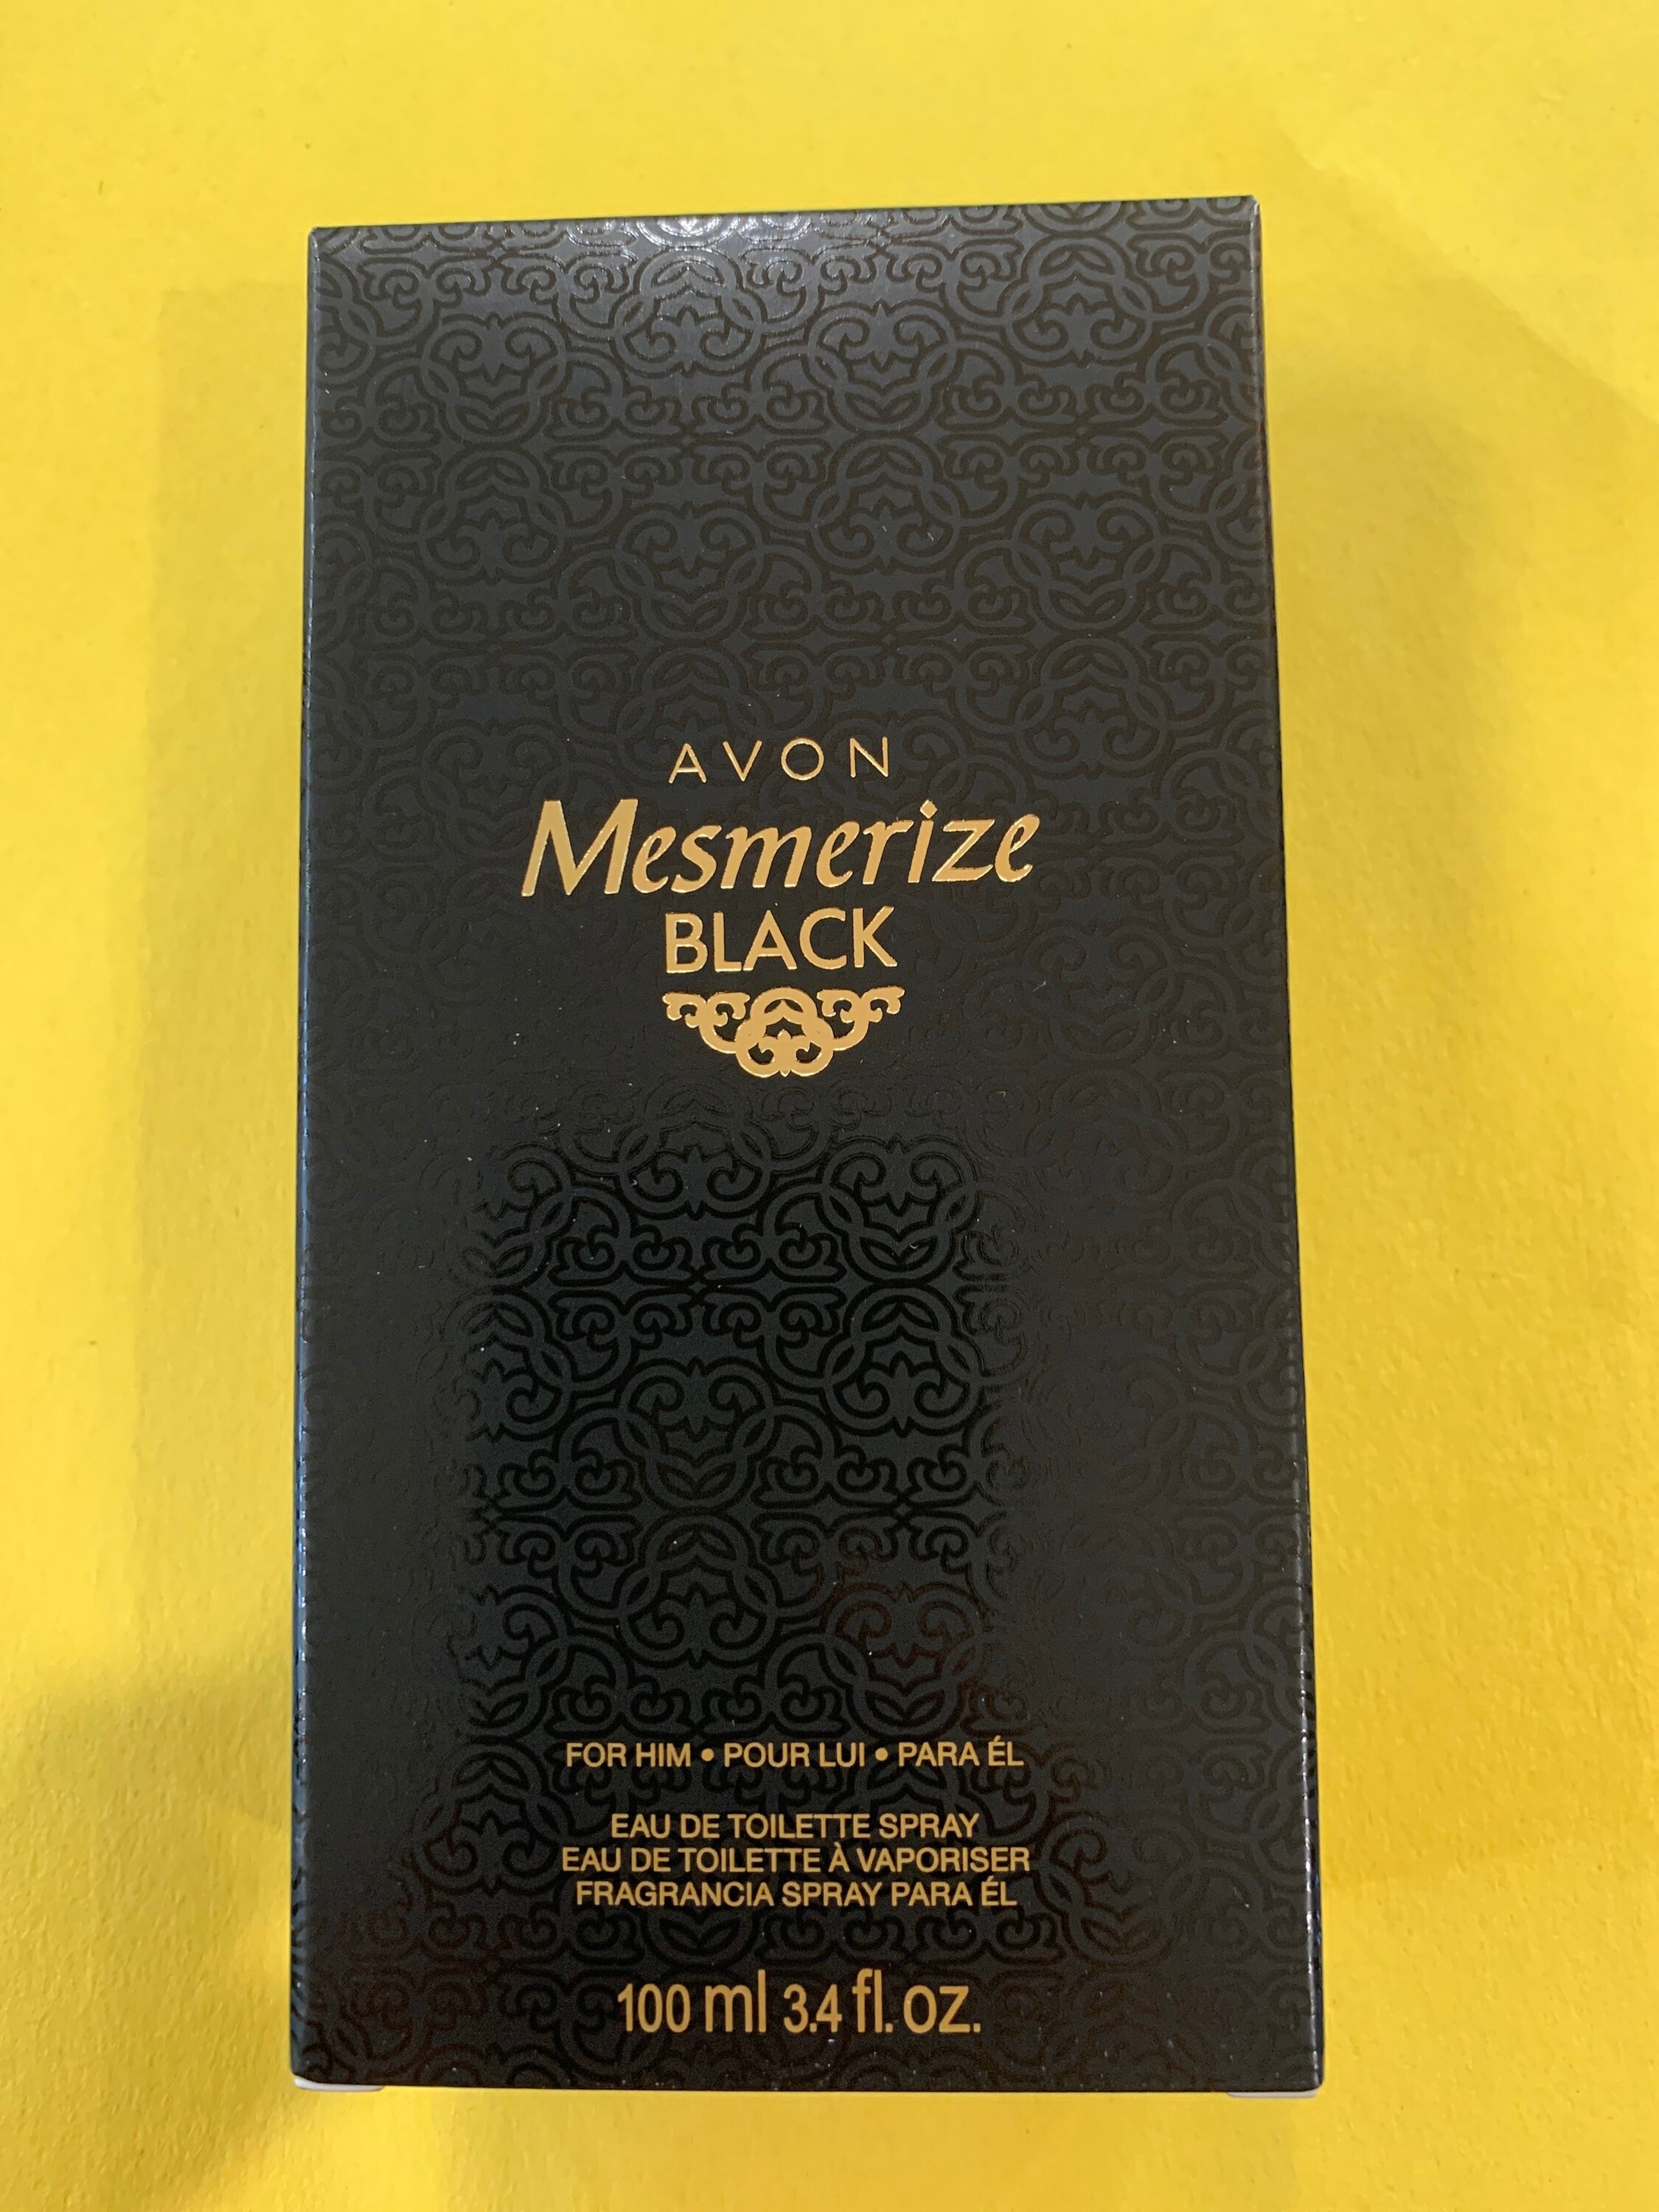 AVON
Mesmerize
BLACK
FOR HIM • POUR LUI • PARA ÉL
EAU DE TOILETTE SPRAY
EAU DE TOILETTE À VAPORISER
FRAGRANCIA SPRAY PARA ÉL
100 ml 3.4 fl. oz.